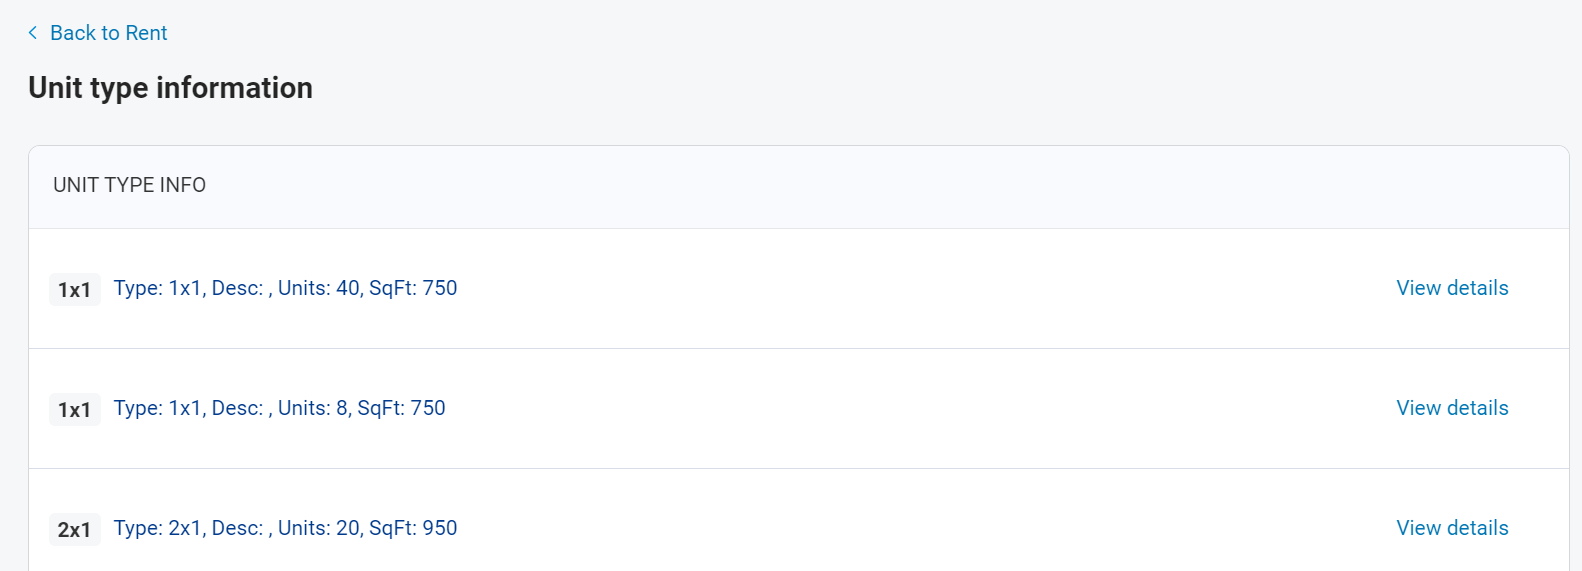 Back to Rent
Unit type information
UNIT TYPE INFO
1x1 Type: 1x1, Desc: , Units: 40, SqFt: 750 View details
1x1 Type: 1x1, Desc: , Units: 8, SqFt: 750 View details
2x1 Type: 2x1, Desc: , Units: 20, SqFt: 950 View details